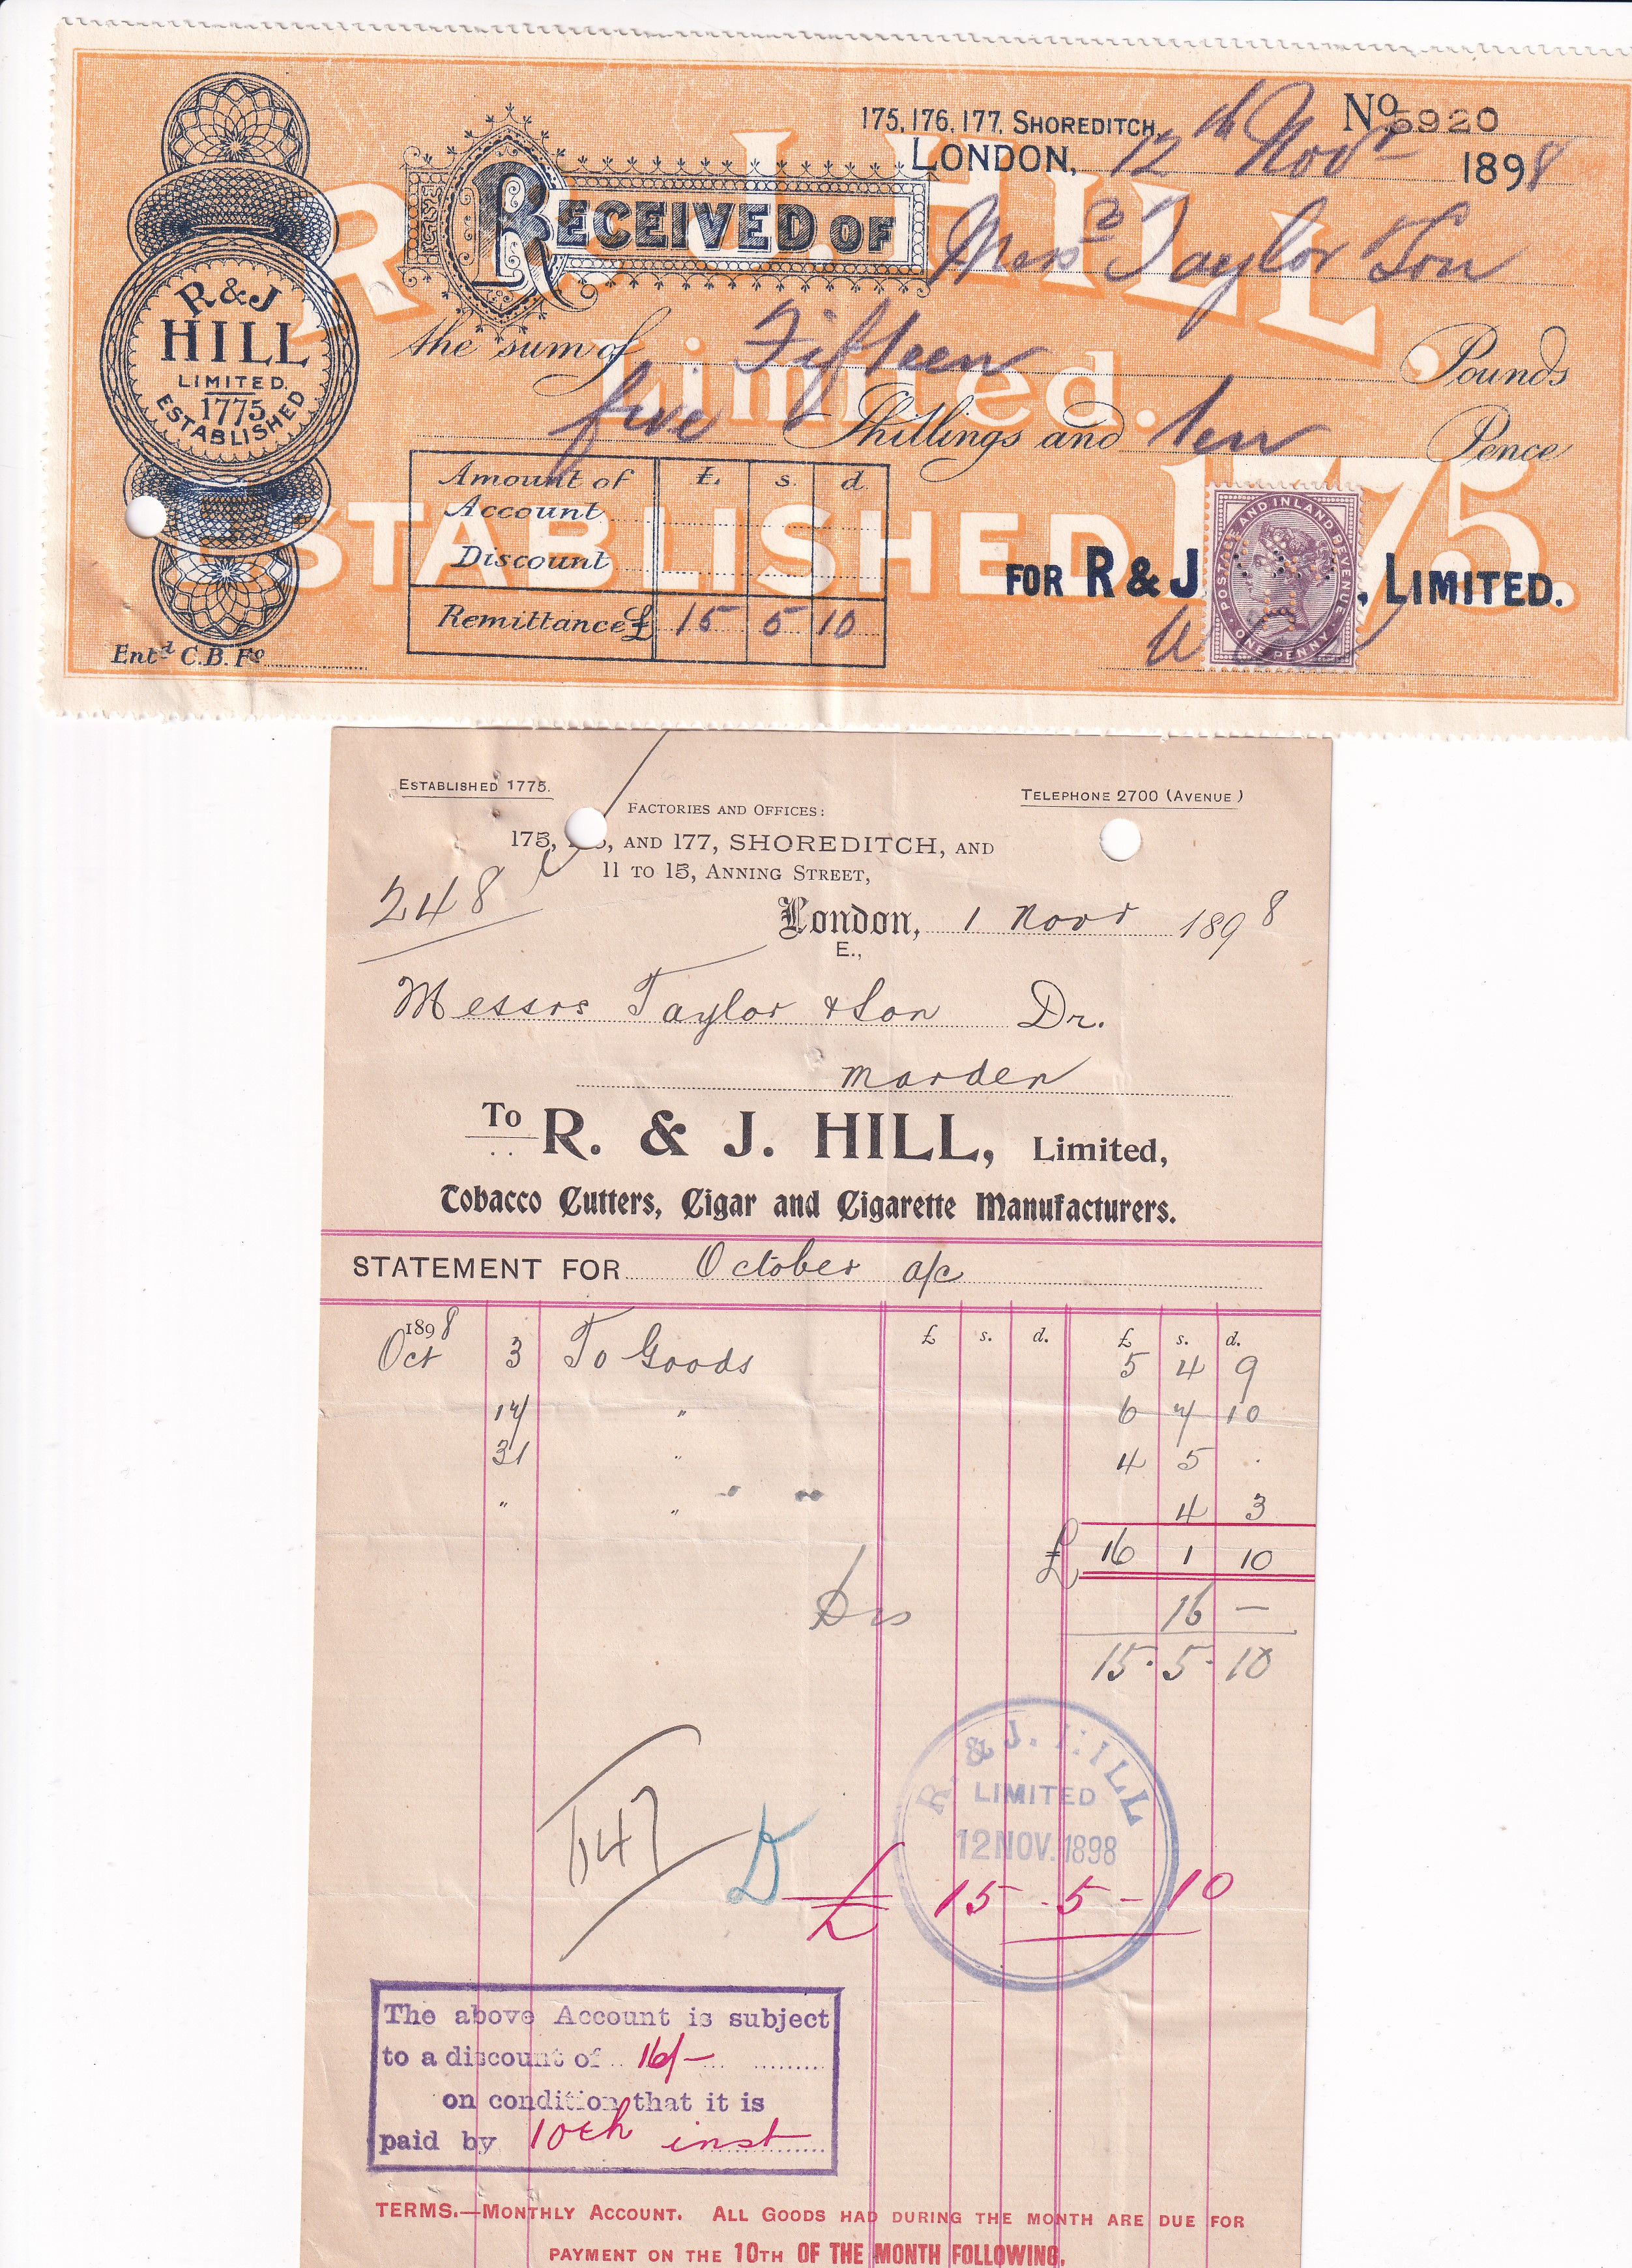 175, 176, 177, SHOREDITCH,
No 5920
LONDON, 12th Novr 1898
RECEIVED OF Messrs Taylor & Son
the sum of Fifteen Pounds
five Shillings and ten Pence
R. & J. HILL,
Limited.
ESTABLISHED 1775.
R & J
HILL
LIMITED.
1775
ESTABLISHED
Amount of £. s. d.
Account
Discount
Remittance £ 15 5 10
FOR R & J , LIMITED.
POSTAGE AND INLAND REVENUE
ONE PENNY
Entd C.B. Fo
ESTABLISHED 1775.
TELEPHONE 2700 (AVENUE)
FACTORIES AND OFFICES:
175, AND 177, SHOREDITCH, AND
11 TO 15, ANNING STREET,
248
London, 1 Novr 1898
E.,
Messrs Taylor & Son Dr.
Marden
To R. & J. HILL, Limited,
Tobacco Cutters, Cigar and Cigarette Manufacturers.
STATEMENT FOR October a/c
1898 £ s. d. £ s. d.
Oct 3 To Goods 5 4 9
17 " 6 7 10
31 " 4 5 .
" " 4 3
£ 16 1 10
Dis 16 —
15 . 5 . 10
R. & J. HILL
LIMITED
12 NOV. 1898
£ 15 - 5 - 10
The above Account is subject
to a discount of 16/-
on condition that it is
paid by 10th inst
TERMS.—MONTHLY ACCOUNT. ALL GOODS HAD DURING THE MONTH ARE DUE FOR
PAYMENT ON THE 10TH OF THE MONTH FOLLOWING.